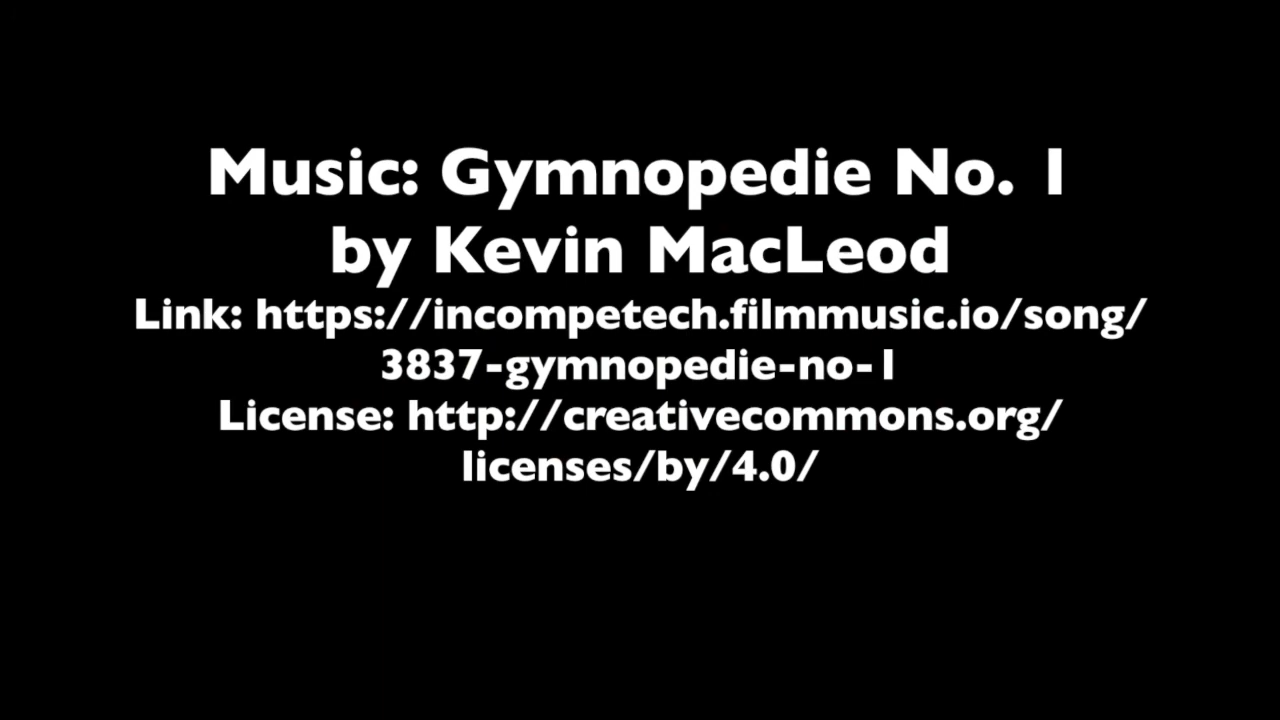 Music: Gymnopedie No. 1
by Kevin MacLeod
Link: https://incompetech.filmmusic.io/song/
3837-gymnopedie-no-1
License: http://creativecommons.org/
licenses/by/4.0/